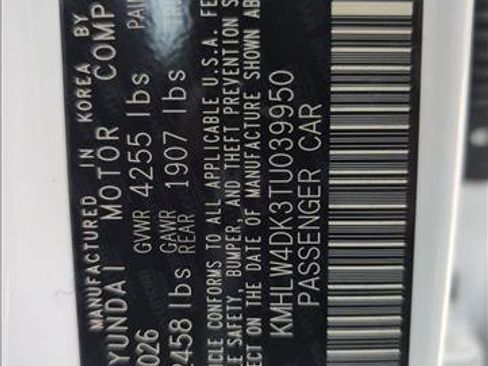 MANUFACTURED IN KOREA BY
YUNDAI MOTOR COMP
026 GVWR 4255 lbs PAI
GAWR
2458 lbs REAR 1907 lbs
ICLE CONFORMS TO ALL APPLICABLE U.S.A. FE
LE SAFETY, BUMPER, AND THEFT PREVENTION S
ECT ON THE DATE OF MANUFACTURE SHOWN AB
KMHLW4DK3TU039950
PASSENGER CAR